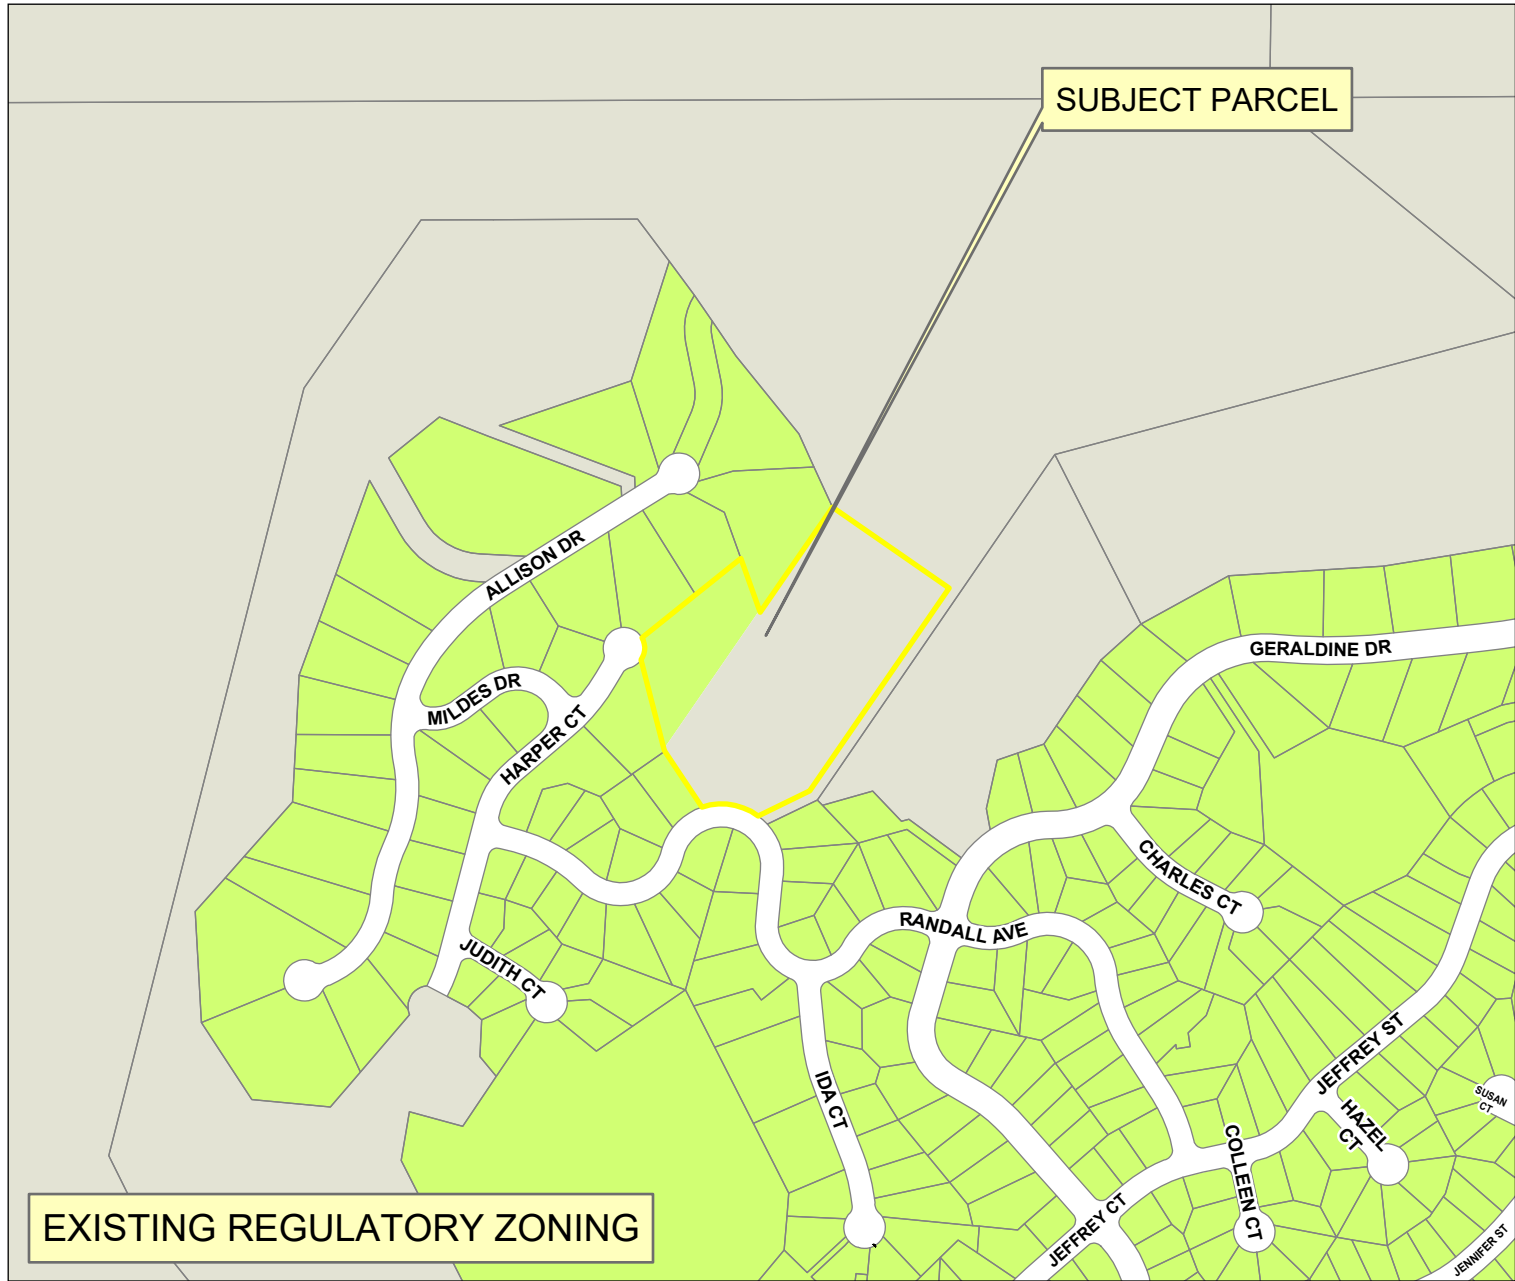 SUBJECT PARCEL
ALLISON DR
MILDES DR
HARPER CT
JUDITH CT
GERALDINE DR
CHARLES CT
RANDALL AVE
IDA CT
JEFFREY ST
SUSAN
CT
HAZEL
CT
COLLEEN CT
JEFFREY CT
JENNIFER ST
EXISTING REGULATORY ZONING